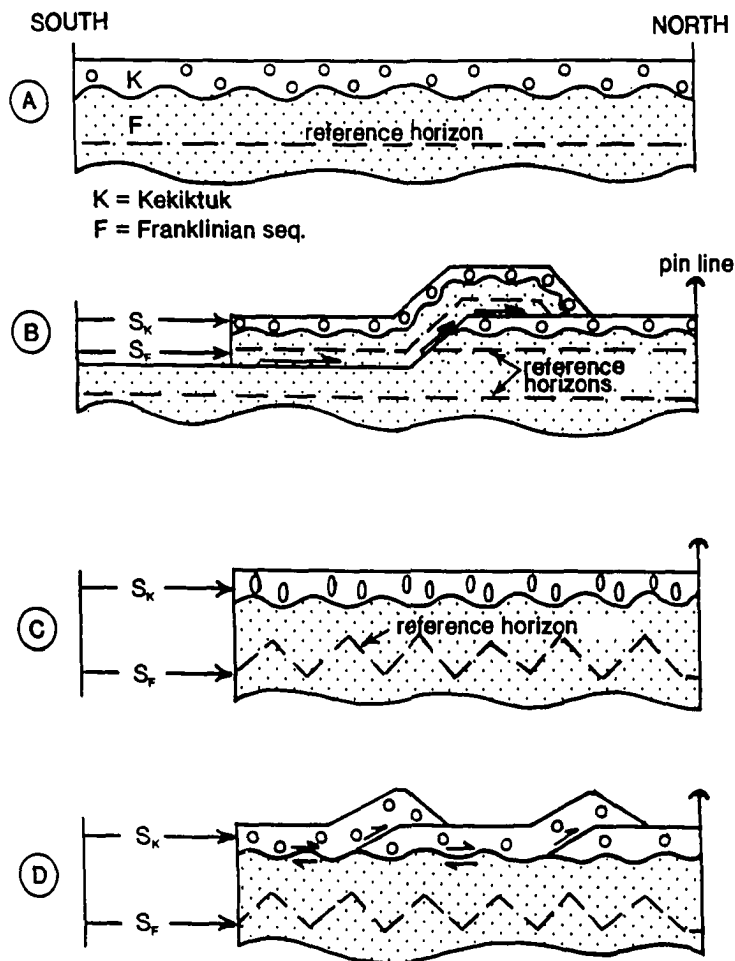 SOUTH NORTH
A
K
F
reference horizon
K = Kekiktuk
F = Franklinian seq.
pin line
B
S_K
S_F
reference
horizons
C
S_K
reference horizon
S_F
D
S_K
S_F